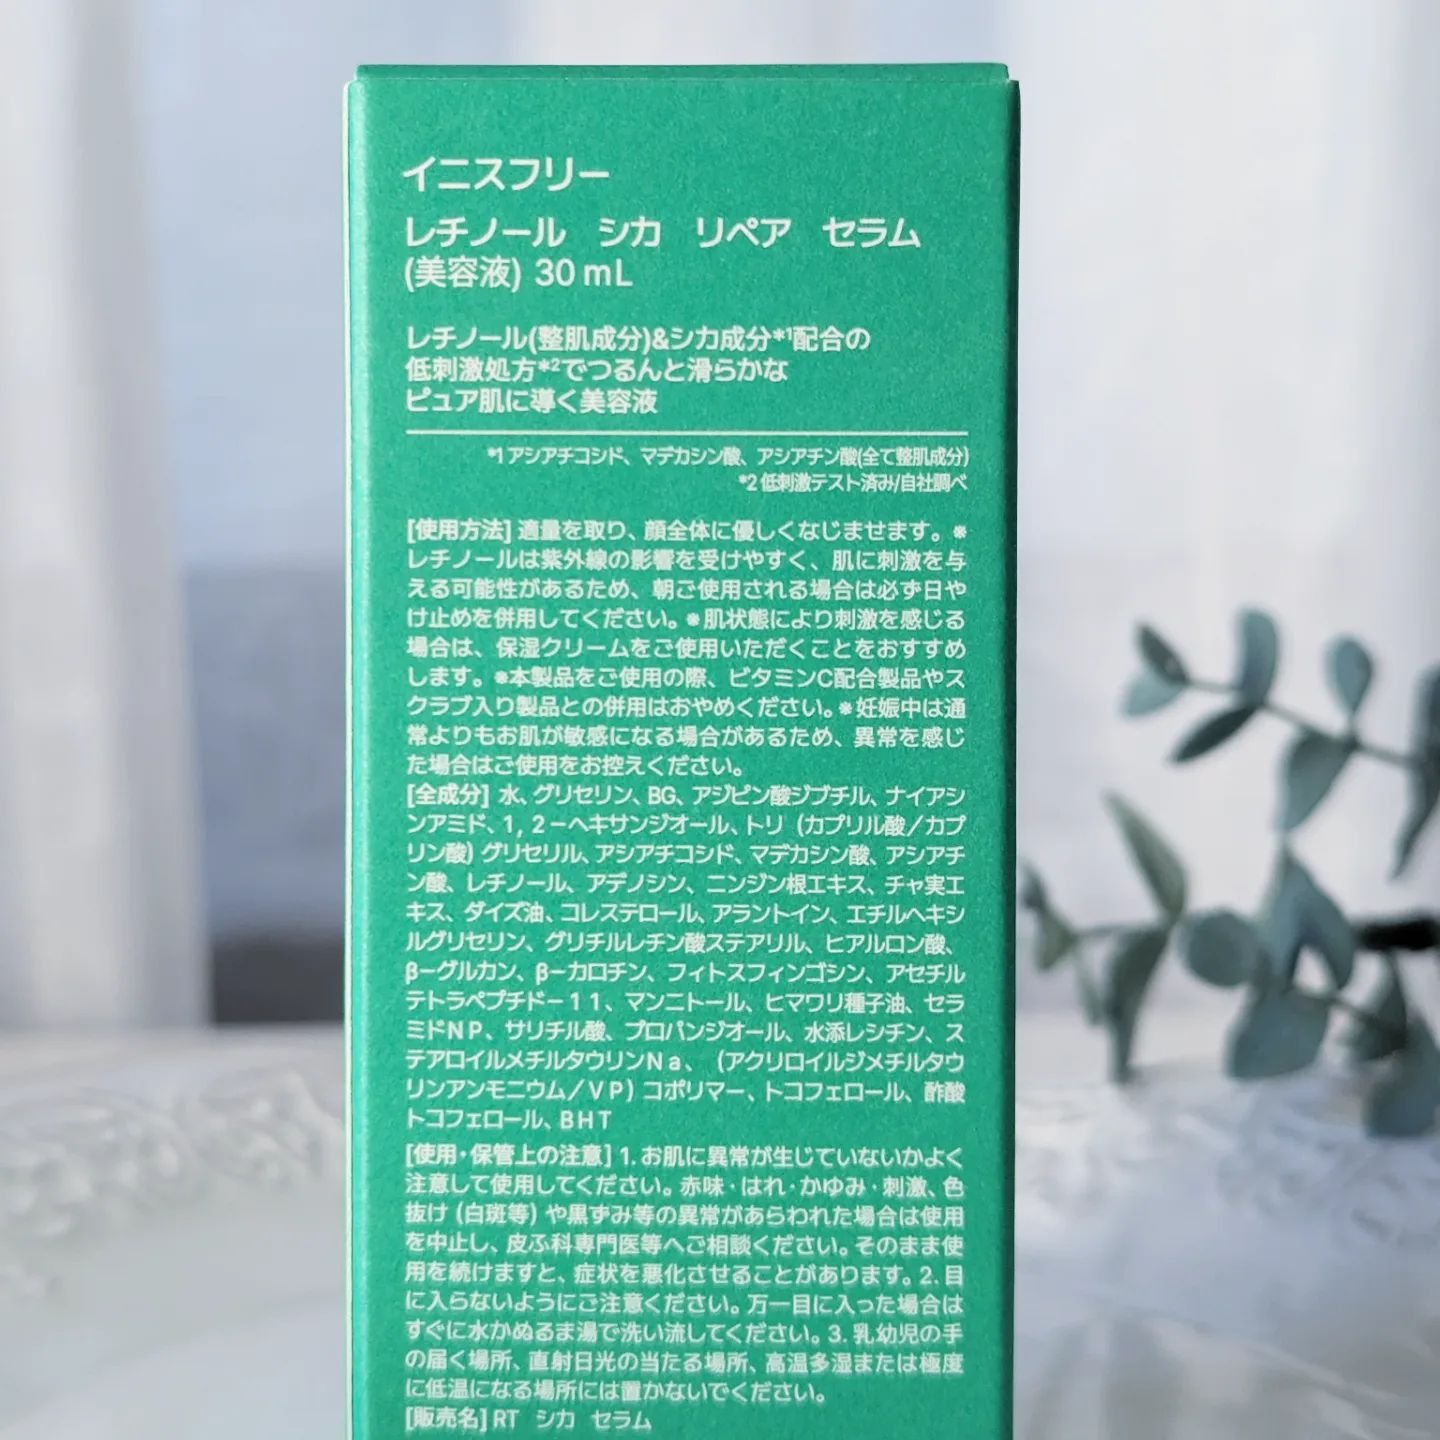 イニスフリー
レチノール　シカ　リペア　セラム
(美容液) 30 mL
レチノール(整肌成分)&シカ成分*1配合の
低刺激処方*2でつるんと滑らかな
ピュア肌に導く美容液
*1 アシアチコシド、マデカシン酸、アシアチン酸(全て整肌成分)
*2 低刺激テスト済み/自社調べ
[使用方法] 適量を取り、顔全体に優しくなじませます。※
レチノールは紫外線の影響を受けやすく、肌に刺激を与
える可能性があるため、朝ご使用される場合は必ず日や
け止めを併用してください。※肌状態により刺激を感じる
場合は、保湿クリームをご使用いただくことをおすすめ
します。※本製品をご使用の際、ビタミンC配合製品やス
クラブ入り製品との併用はおやめください。※妊娠中は通
常よりもお肌が敏感になる場合があるため、異常を感じ
た場合はご使用をお控えください。
[全成分] 水、グリセリン、BG、アジピン酸ジブチル、ナイアシ
ンアミド、1，2－ヘキサンジオール、トリ（カプリル酸／カプ
リン酸）グリセリル、アシアチコシド、マデカシン酸、アシアチ
ン酸、レチノール、アデノシン、ニンジン根エキス、チャ実エ
キス、ダイズ油、コレステロール、アラントイン、エチルヘキシ
ルグリセリン、グリチルレチン酸ステアリル、ヒアルロン酸、
β－グルカン、β－カロチン、フィトスフィンゴシン、アセチル
テトラペプチド－１１、マンニトール、ヒマワリ種子油、セラ
ミドNP、サリチル酸、プロパンジオール、水添レシチン、ス
テアロイルメチルタウリンNa、（アクリロイルジメチルタウ
リンアンモニウム／VP）コポリマー、トコフェロール、酢酸
トコフェロール、BHT
[使用・保管上の注意] 1. お肌に異常が生じていないかよく
注意して使用してください。赤味・はれ・かゆみ・刺激、色
抜け（白斑等）や黒ずみ等の異常があらわれた場合は使用
を中止し、皮ふ科専門医等へご相談ください。そのまま使
用を続けますと、症状を悪化させることがあります。2. 目
に入らないようにご注意ください。万一目に入った場合は
すぐに水かぬるま湯で洗い流してください。3. 乳幼児の手
の届く場所、直射日光の当たる場所、高温多湿または極度
に低温になる場所には置かないでください。
[販売名] RT　シカ　セラム